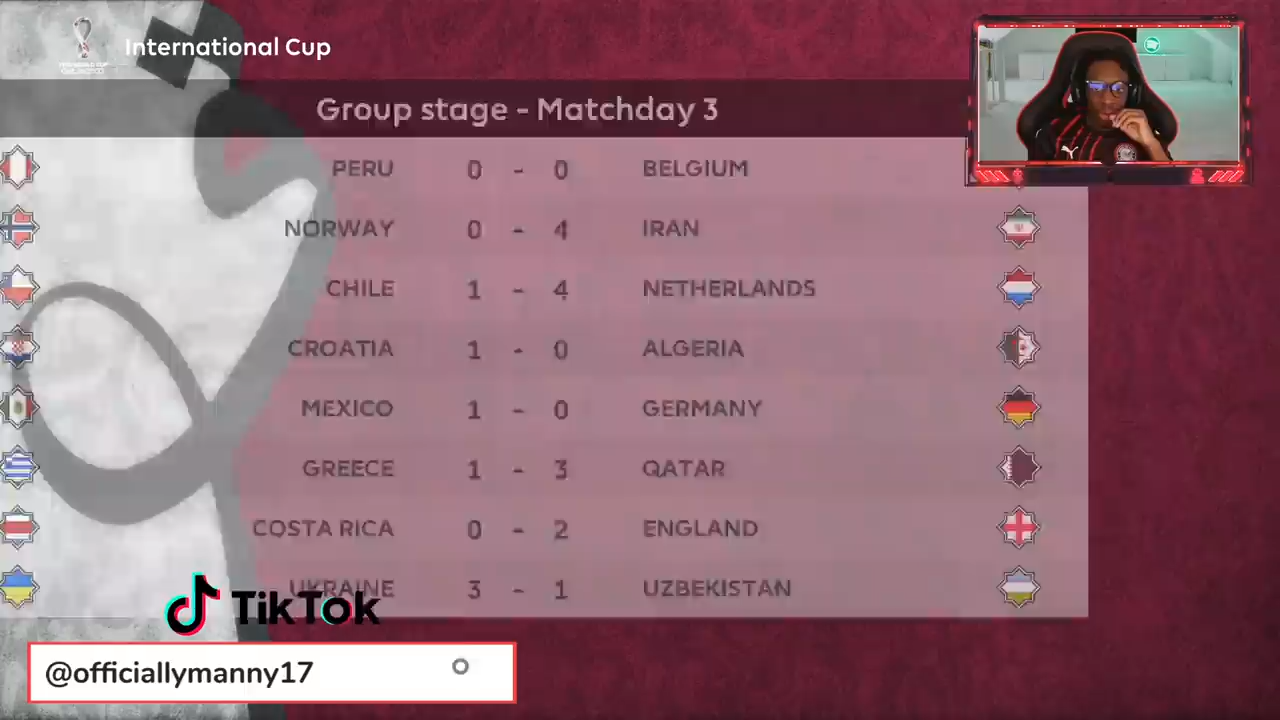 International Cup
Group stage - Matchday 3
PERU 0 - 0 BELGIUM
NORWAY 0 - 4 IRAN
CHILE 1 - 4 NETHERLANDS
CROATIA 1 - 0 ALGERIA
MEXICO 1 - 0 GERMANY
GREECE 1 - 3 QATAR
COSTA RICA 0 - 2 ENGLAND
UKRAINE 3 - 1 UZBEKISTAN
TikTok
@officiallymanny17